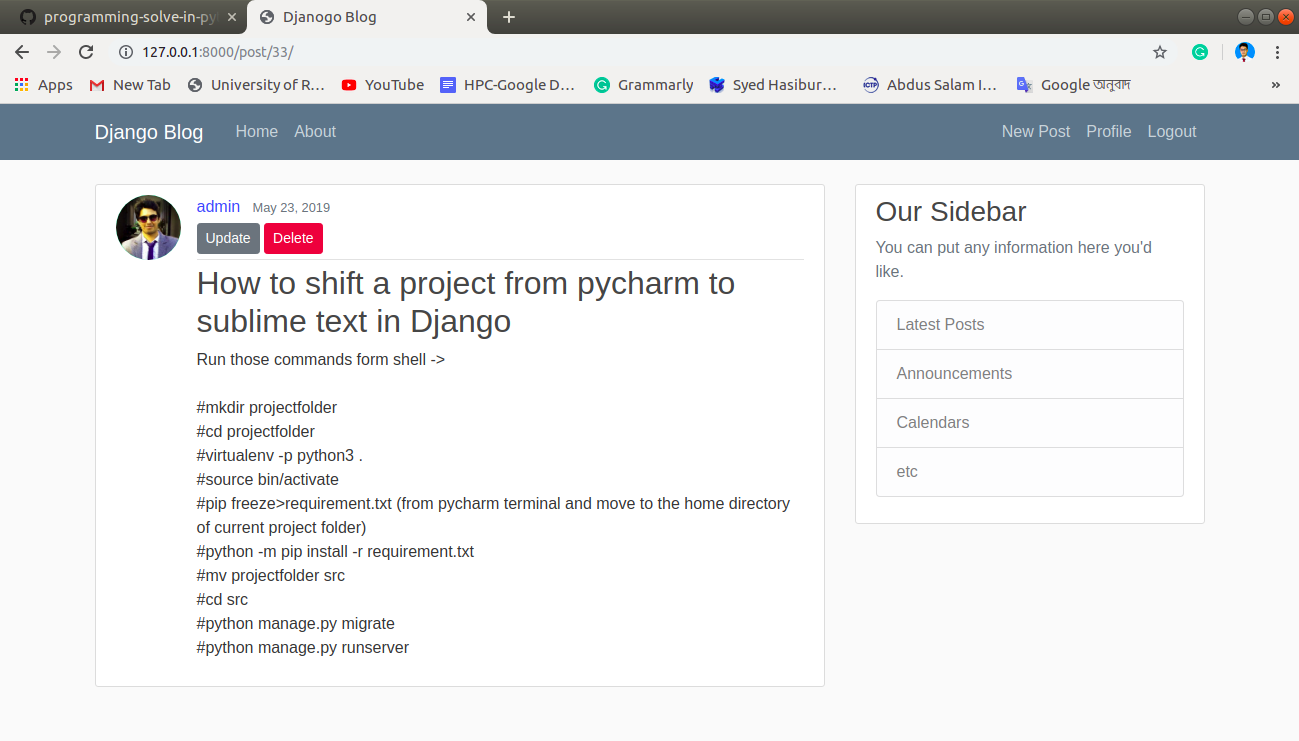 programming-solve-in-py
Djanogo Blog
127.0.0.1:8000/post/33/
Apps
New Tab
University of R…
YouTube
HPC-Google D…
Grammarly
Syed Hasibur…
ICTP
Abdus Salam I…
Google অনুবাদ
»
Django Blog
Home
About
New Post
Profile
Logout
admin
May 23, 2019
Update
Delete
How to shift a project from pycharm to
sublime text in Django
Run those commands form shell ->
#mkdir projectfolder
#cd projectfolder
#virtualenv -p python3 .
#source bin/activate
#pip freeze>requirement.txt (from pycharm terminal and move to the home directory
of current project folder)
#python -m pip install -r requirement.txt
#mv projectfolder src
#cd src
#python manage.py migrate
#python manage.py runserver
Our Sidebar
You can put any information here you'd
like.
Latest Posts
Announcements
Calendars
etc